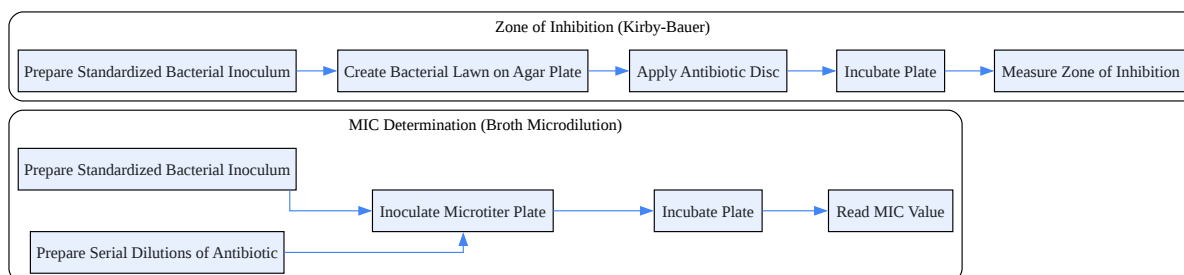 Zone of Inhibition (Kirby-Bauer)
Prepare Standardized Bacterial Inoculum
Create Bacterial Lawn on Agar Plate
Apply Antibiotic Disc
Incubate Plate
Measure Zone of Inhibition
MIC Determination (Broth Microdilution)
Prepare Standardized Bacterial Inoculum
Inoculate Microtiter Plate
Incubate Plate
Read MIC Value
Prepare Serial Dilutions of Antibiotic